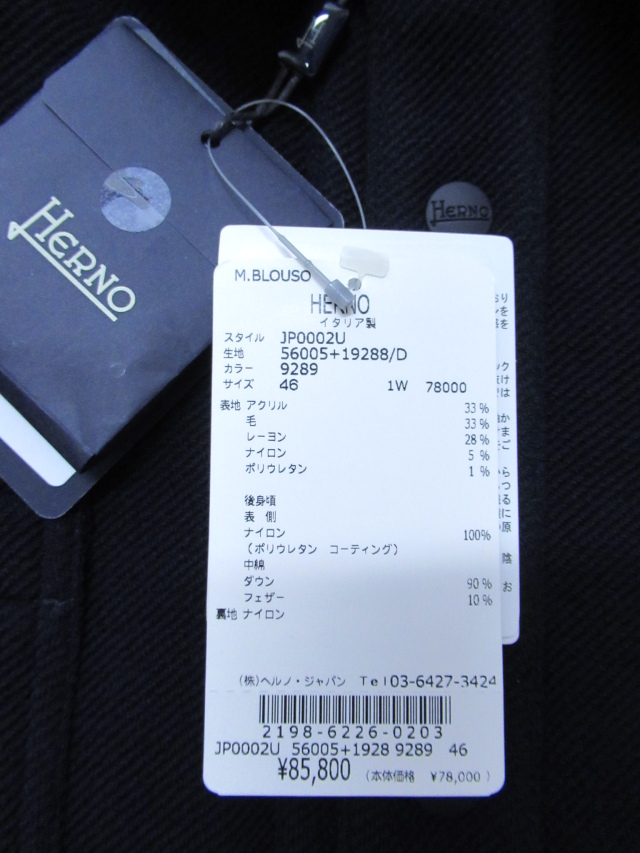 HERNO
HERNO
M.BLOUSO
HERNO
イタリア製
スタイル JP0002U
生地 56005+19288/D
カラー 9289
サイズ 46 1W 78000
表地 アクリル 33%
毛 33%
レーヨン 28%
ナイロン 5%
ポリウレタン 1%
後身頃
表 側
ナイロン 100%
(ポリウレタン コーティング)
中綿
ダウン 90%
フェザー 10%
裏地 ナイロン
(株)ヘルノ・ジャパン Tel03-6427-3424
2198-6226-0203
JP0002U 56005+1928 9289 46
¥85,800 (本体価格 ¥78,000)